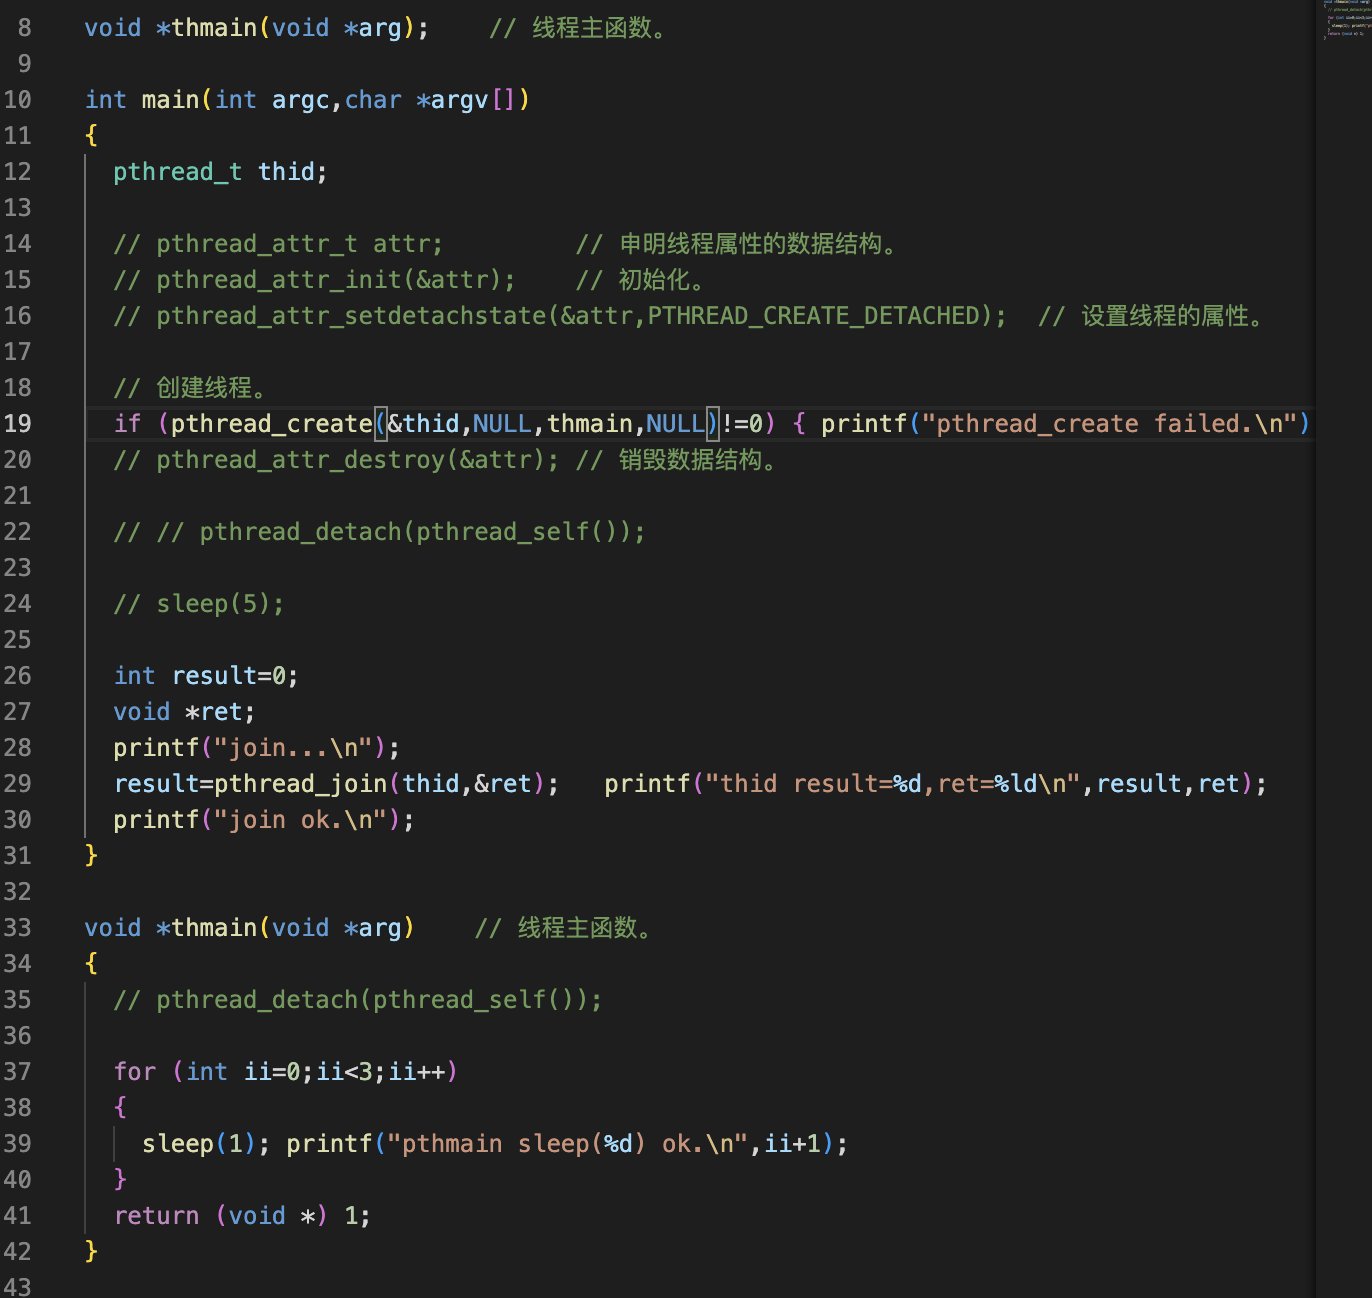 8 void *thmain(void *arg);    // 线程主函数。
9
10 int main(int argc,char *argv[])
11 {
12   pthread_t thid;
13
14   // pthread_attr_t attr;         // 申明线程属性的数据结构。
15   // pthread_attr_init(&attr);    // 初始化。
16   // pthread_attr_setdetachstate(&attr,PTHREAD_CREATE_DETACHED);  // 设置线程的属性。
17
18   // 创建线程。
19   if (pthread_create(&thid,NULL,thmain,NULL)!=0) { printf("pthread_create failed.\n")
20   // pthread_attr_destroy(&attr); // 销毁数据结构。
21
22   // // pthread_detach(pthread_self());
23
24   // sleep(5);
25
26   int result=0;
27   void *ret;
28   printf("join...\n");
29   result=pthread_join(thid,&ret);   printf("thid result=%d,ret=%ld\n",result,ret);
30   printf("join ok.\n");
31 }
32
33 void *thmain(void *arg)    // 线程主函数。
34 {
35   // pthread_detach(pthread_self());
36
37   for (int ii=0;ii<3;ii++)
38   {
39     sleep(1); printf("pthmain sleep(%d) ok.\n",ii+1);
40   }
41   return (void *) 1;
42 }
43